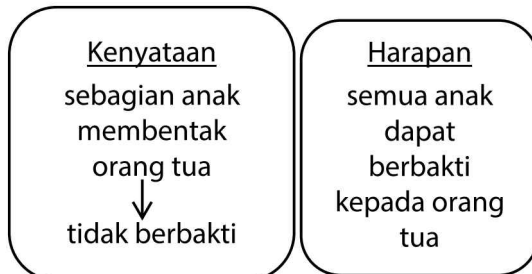 Kenyataan
sebagian anak
membentak
orang tua
tidak berbakti
Harapan
semua anak
dapat
berbakti
kepada orang
tua